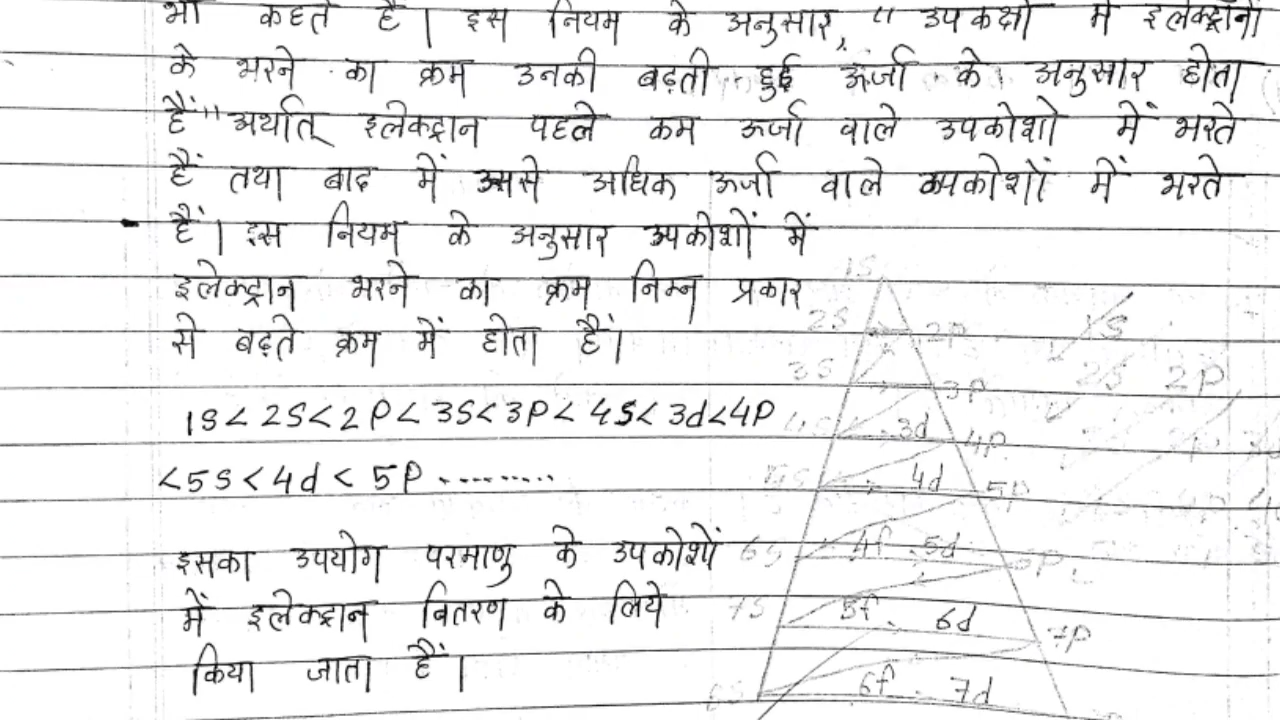 भी कहते हैं। इस नियम के अनुसार, " उपकक्षो में इलेक्ट्रॉनो
के भरने का क्रम उनकी बढ़ती हुई ऊर्जा के अनुसार होता
हैं" अर्थात् इलेक्ट्रान पहले कम ऊर्जा वाले उपकोशो में भरते
हैं तथा बाद में उससे अधिक ऊर्जा वाले उपकोशों में भरते
हैं। इस नियम के अनुसार उपकोशों में
इलेक्ट्रान भरने का क्रम निम्न प्रकार
से बढ़ते क्रम में होता हैं।
1S
2S 2P 1S
3S 3P 2S 2P
1S < 2S < 2P < 3S < 3P < 4S < 3d < 4P
4S 3d 4P
< 5S < 4d < 5P .........
4d 5P
इसका उपयोग परमाणु के उपकोशों
6S 4f 5d 6P
में इलेक्ट्रान वितरण के लिये
7S 5f 6d 7P
किया जाता हैं।
6f 7d